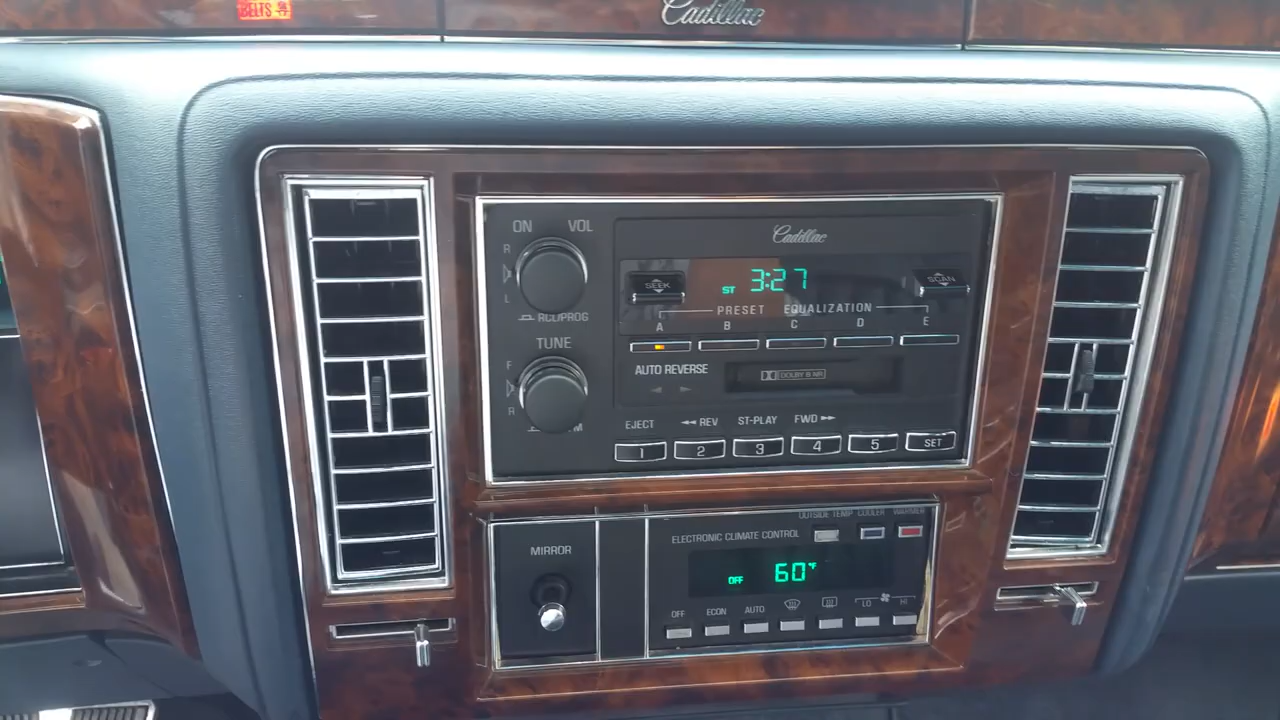 BELTS
Cadillac
ON VOL
Cadillac
R
SEEK
ST 3:27
SCAN
L
PRESET EQUALIZATION
RCL/PROG
A B C D E
TUNE
F
AUTO REVERSE
DOLBY B NR
R
EJECT ◄◄ REV ST-PLAY FWD ►►
1 2 3 4 5 SET
OUTSIDE TEMP COOLER WARMER
ELECTRONIC CLIMATE CONTROL
MIRROR
OFF 60°F
OFF ECON AUTO LO HI